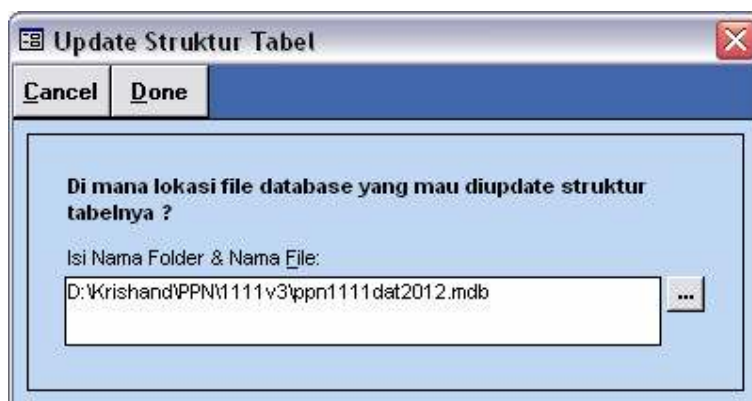 Update Struktur Tabel
Cancel Done
Di mana lokasi file database yang mau diupdate struktur
tabelnya ?
Isi Nama Folder & Nama File:
D:\Krishand\PPN\1111v3\ppn1111dat2012.mdb
...